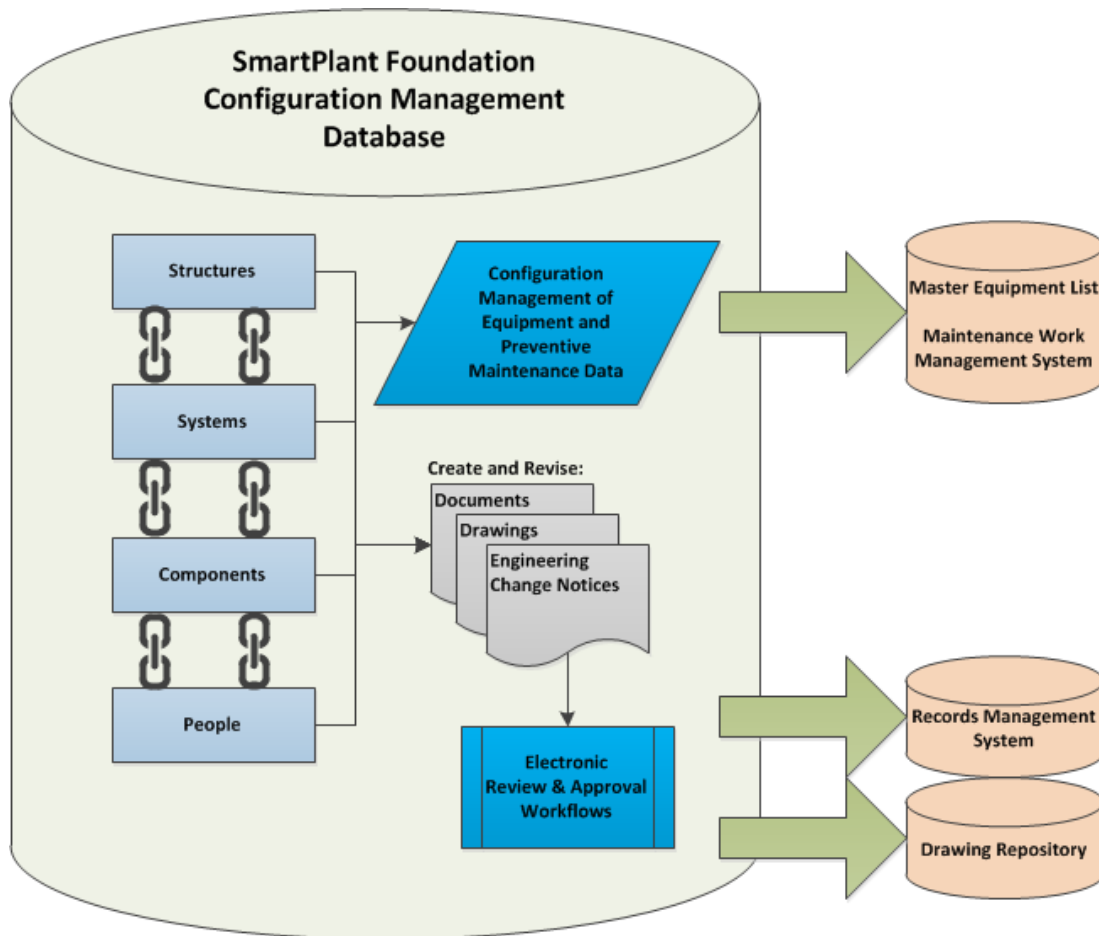 SmartPlant Foundation
Configuration Management
Database
Structures
Systems
Components
People
Configuration
Management of
Equipment and
Preventive
Maintenance Data
Create and Revise:
Documents
Drawings
Engineering
Change Notices
Electronic
Review & Approval
Workflows
Master Equipment List
Maintenance Work
Management System
Records Management
System
Drawing Repository